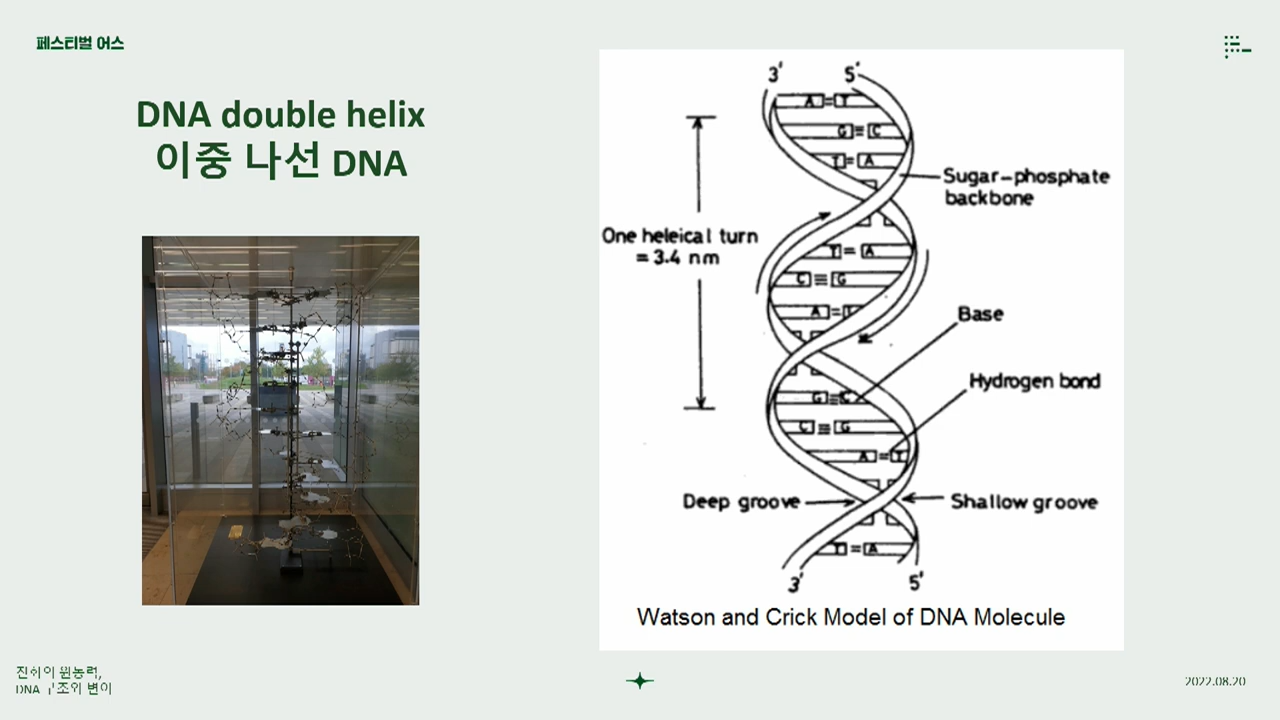 페스티벌 어스
DNA double helix
이중 나선 DNA
3' 5'
A = T
G ≡ C
T = A
Sugar-phosphate
backbone
One heleical turn
= 3.4 nm
T = A
C ≡ G
A = T
Base
Hydrogen bond
G ≡ C
C ≡ G
A = T
Deep groove
Shallow groove
T = A
3' 5'
Watson and Crick Model of DNA Molecule
진화의 원동력,
DNA 구조와 변이
2022.08.20